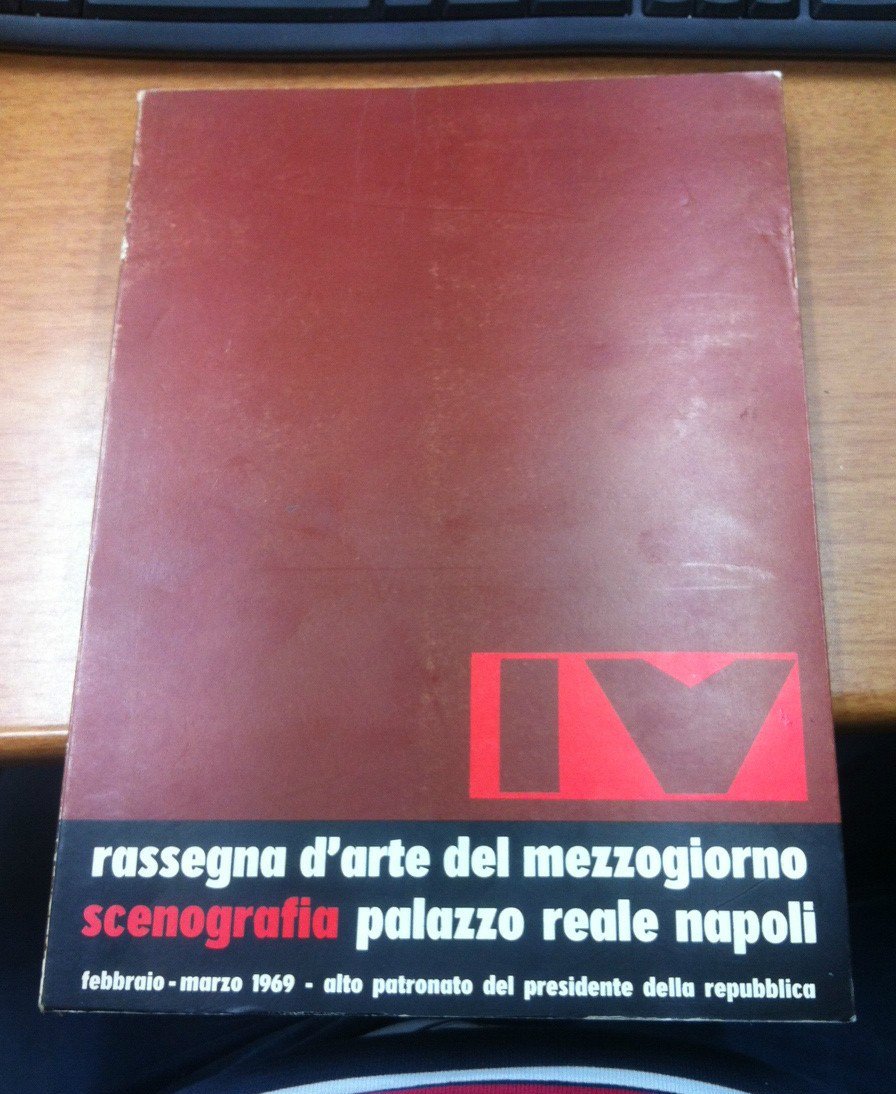 IV
rassegna d'arte del mezzogiorno
scenografia palazzo reale napoli
febbraio-marzo 1969 - alto patronato del presidente della repubblica